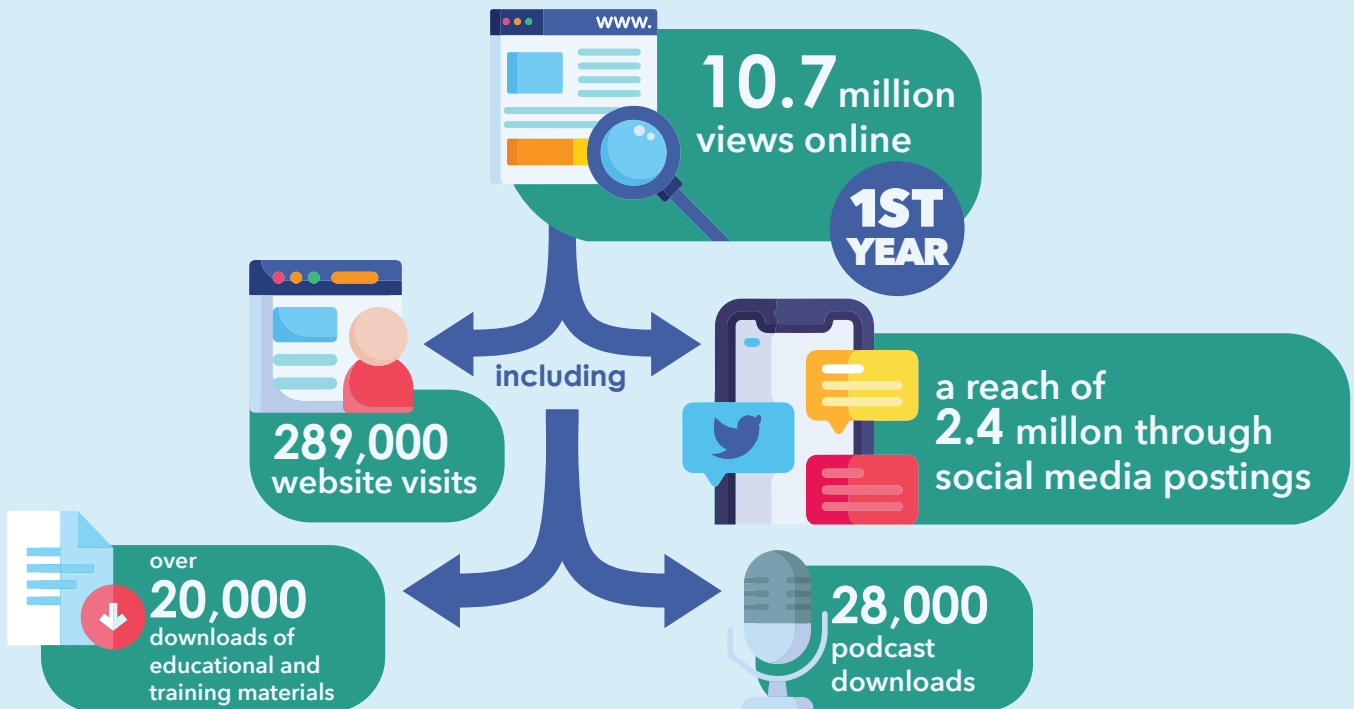 www.
10.7 million
views online
1ST
YEAR
including
289,000
website visits
a reach of
2.4 millon through
social media postings
over
20,000
downloads of
educational and
training materials
28,000
podcast
downloads